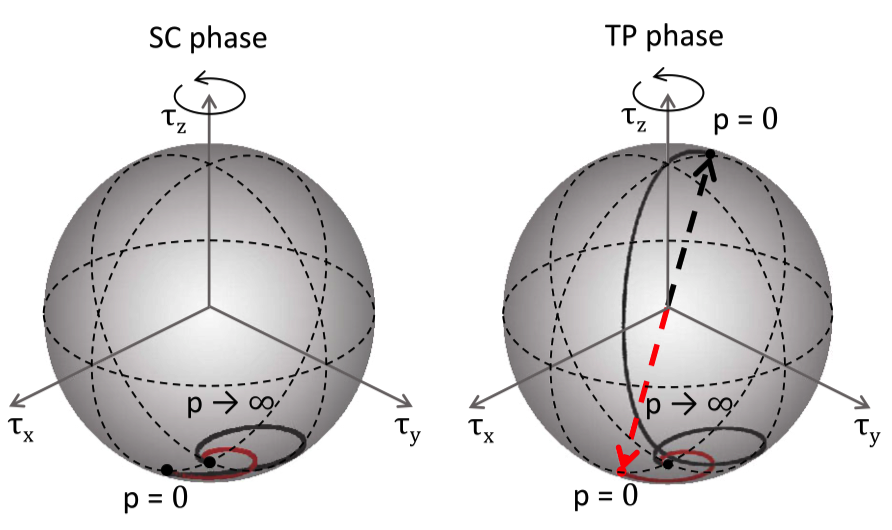 SC phase
τz
p → ∞
τx
τy
p = 0
TP phase
τz
p = 0
p → ∞
τx
τy
p = 0